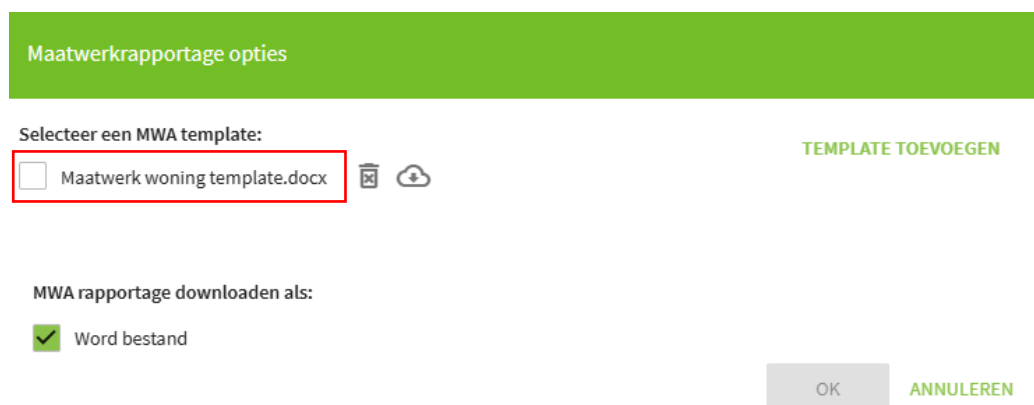 Maatwerkrapportage opties
Selecteer een MWA template:
TEMPLATE TOEVOEGEN
Maatwerk woning template.docx
MWA rapportage downloaden als:
Word bestand
OK
ANNULEREN